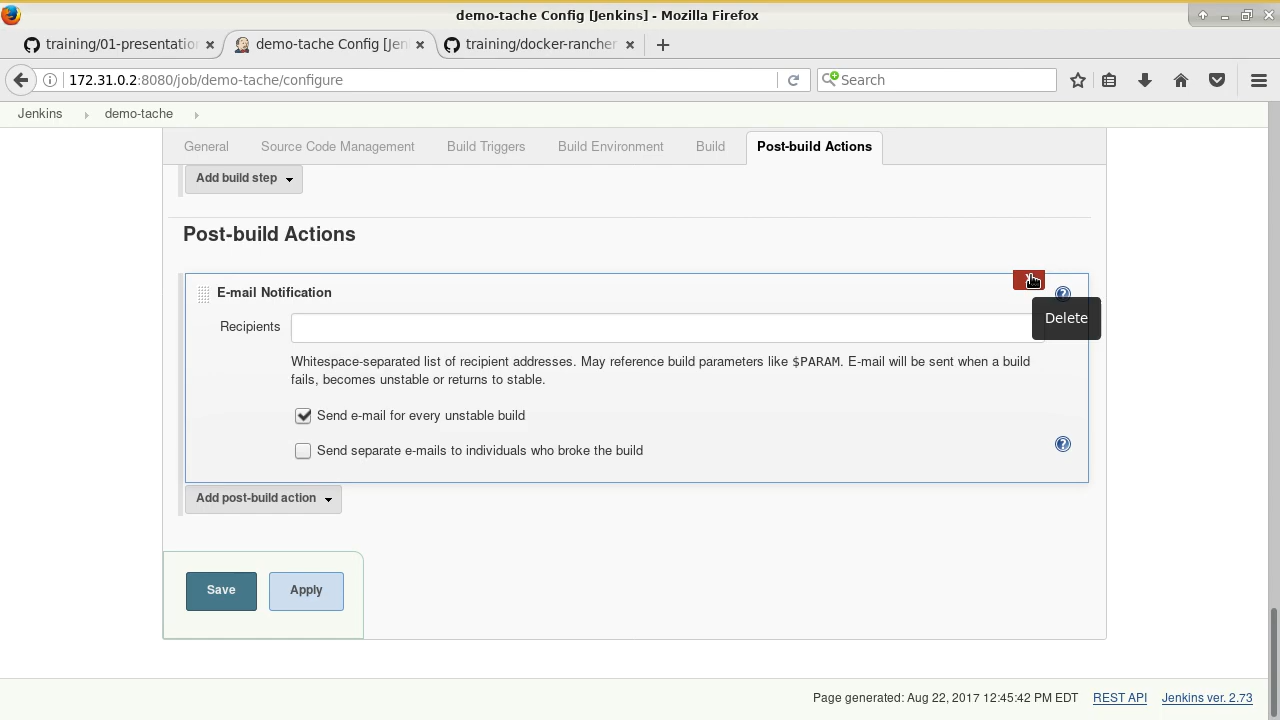 demo-tache Config [Jenkins] - Mozilla Firefox
training/01-presentatio
demo-tache Config [Jen
training/docker-rancher
172.31.0.2:8080/job/demo-tache/configure
Search
Jenkins demo-tache
General Source Code Management Build Triggers Build Environment Build Post-build Actions
Add build step
Post-build Actions
E-mail Notification
Delete
Recipients
Whitespace-separated list of recipient addresses. May reference build parameters like $PARAM. E-mail will be sent when a build
fails, becomes unstable or returns to stable.
Send e-mail for every unstable build
Send separate e-mails to individuals who broke the build
Add post-build action
Save Apply
Page generated: Aug 22, 2017 12:45:42 PM EDT REST API Jenkins ver. 2.73